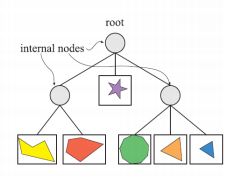 root
internal nodes